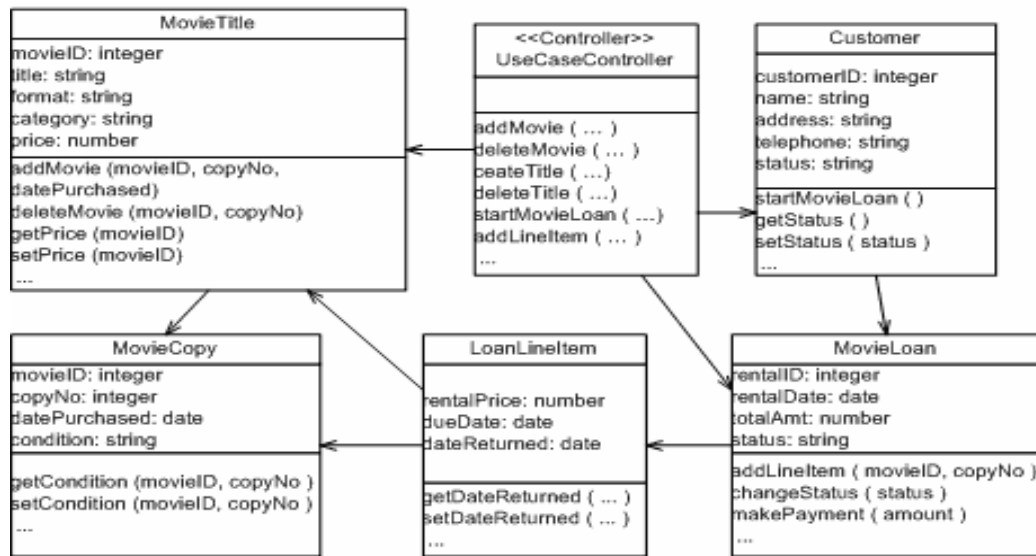 MovieTitle
movieID: integer
title: string
format: string
category: string
price: number
addMovie (movieID, copyNo,
datePurchased)
deleteMovie (movieID, copyNo)
getPrice (movieID)
setPrice (movieID)
...
<<Controller>>
UseCaseController
addMovie ( ... )
deleteMovie ( ... )
ceateTitle ( ...)
deleteTitle ( ... )
startMovieLoan ( ...)
addLineItem ( ... )
...
Customer
customerID: integer
name: string
address: string
telephone: string
status: string
startMovieLoan ( )
getStatus ( )
setStatus ( status )
...
MovieCopy
movieID: integer
copyNo: integer
datePurchased: date
condition: string
getCondition (movieID, copyNo )
setCondition (movieID, copyNo )
...
LoanLineItem
rentalPrice: number
dueDate: date
dateReturned: date
getDateReturned ( ... )
setDateReturned ( ... )
...
MovieLoan
rentalID: integer
rentalDate: date
totalAmt: number
status: string
addLineItem ( movieID, copyNo )
changeStatus ( status )
makePayment ( amount )
...